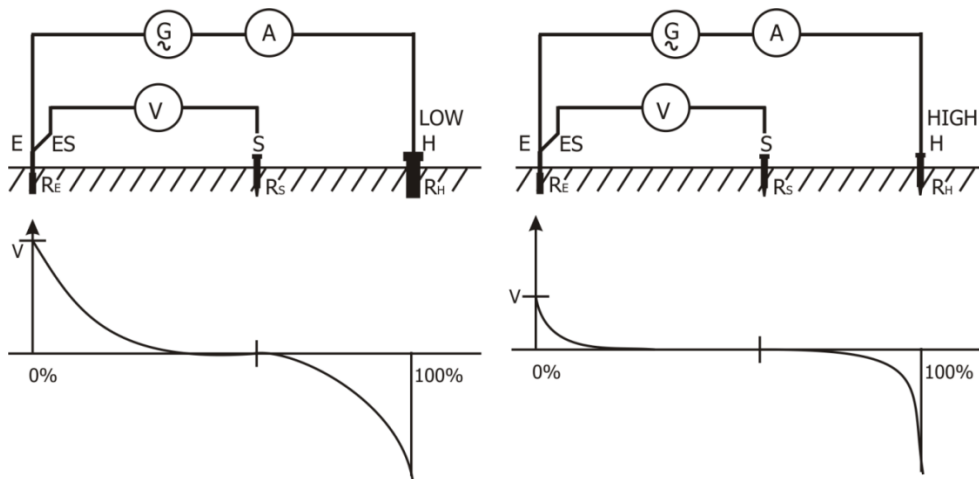 G A
V
LOW
E ES S H
RE RS RH
V
0% 100%
G A
V
HIGH
E ES S H
RE RS RH
V
0% 100%